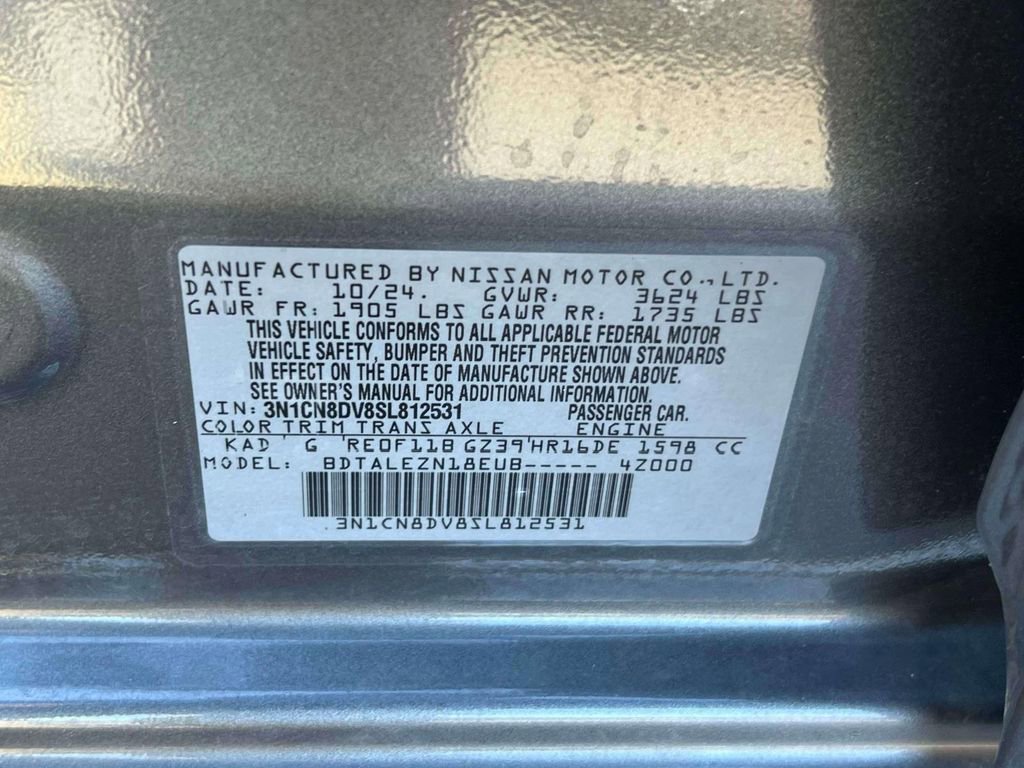 MANUFACTURED BY NISSAN MOTOR CO.,LTD.
DATE: 10/24. GVWR: 3624 LBS
GAWR FR: 1905 LBS GAWR RR: 1735 LBS
THIS VEHICLE CONFORMS TO ALL APPLICABLE FEDERAL MOTOR
VEHICLE SAFETY, BUMPER AND THEFT PREVENTION STANDARDS
IN EFFECT ON THE DATE OF MANUFACTURE SHOWN ABOVE.
SEE OWNER'S MANUAL FOR ADDITIONAL INFORMATION.
VIN: 3N1CN8DV8SL812531 PASSENGER CAR.
COLOR TRIM TRANS AXLE ENGINE
KAD G RE0F11B GZ39 HR16DE 1598 CC
MODEL: BDTALEZN18EUB----- 4Z000
3N1CN8DV8SL812531